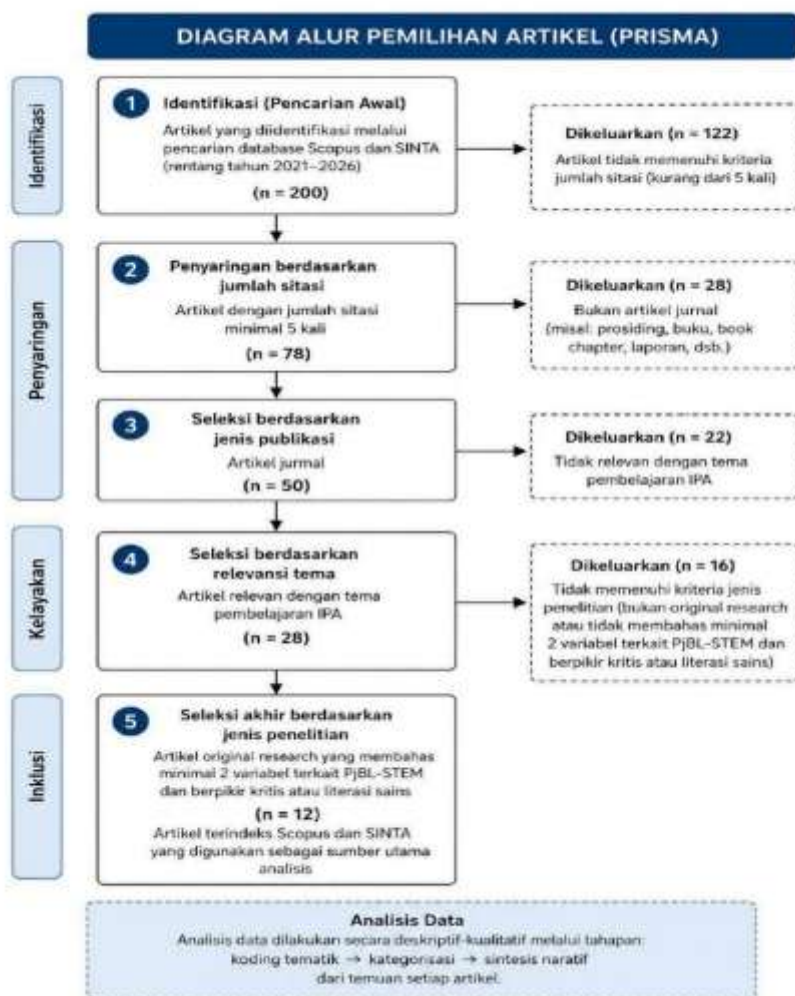 DIAGRAM ALUR PEMILIHAN ARTIKEL (PRISMA)
Identifikasi
1 Identifikasi (Pencarian Awal)
Artikel yang diidentifikasi melalui
pencarian database Scopus dan SINTA
(rentang tahun 2021–2026)
(n = 200)
Dikeluarkan (n = 122)
Artikel tidak memenuhi kriteria
jumlah sitasi (kurang dari 5 kali)
Penyaringan
2 Penyaringan berdasarkan
jumlah sitasi
Artikel dengan jumlah sitasi
minimal 5 kali
(n = 78)
Dikeluarkan (n = 28)
Bukan artikel jurnal
(misel: prosiding, buku, book
chapter, laporan, dsb.)
3 Seleksi berdasarkan
jenis publikasi
Artikel jurmal
(n = 50)
Dikeluarkan (n = 22)
Tidak relevan dengan tema
pembelajaran IPA
Kelayakan
4 Seleksi berdasarkan
relevansi tema
Artikel relevan dengan tema
pembelajaran IPA
(n = 28)
Dikeluarkan (n = 16)
Tidak memenuhi kriteria jenis
penelitian (bukan original research
atau tidak membahas minimal
2 variabel terkait PjBL-STEM dan
berpikir kritis atau literasi sains)
Inklusi
5 Seleksi akhir berdasarkan
jenis penelitian
Artikel original research yang membahas
minimal 2 variabel terkait PjBL-STEM
dan berpikir kritis atau literasi sains
(n = 12)
Artikel terindeks Scopus dan SINTA
yang digunakan sebagai sumber utama
analisis
Analisis Data
Analisis data dilakukan secara deskriptif-kualitatif melalui tahapan:
koding tematik → kategorisasi → sintesis naratif
dari temuan setiap artikel.